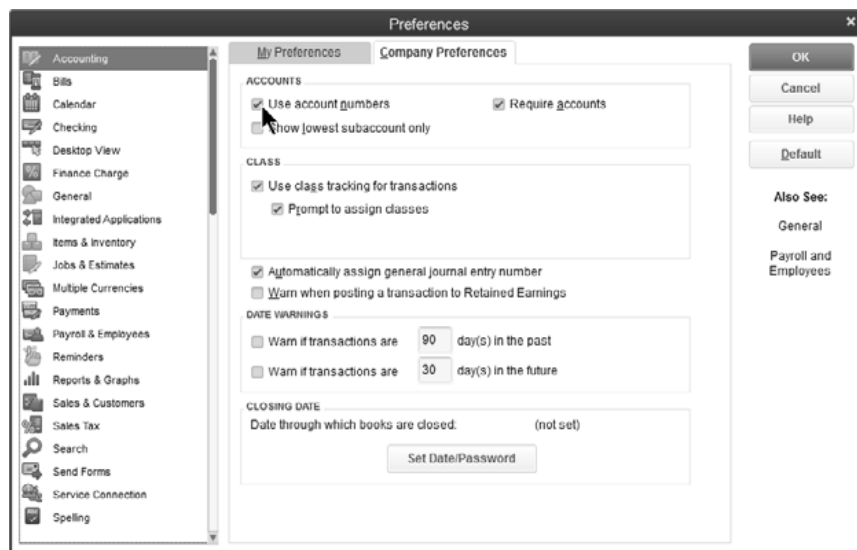 Preferences
Accounting
Bills
Calendar
Checking
Desktop View
Finance Charge
General
Integrated Applications
Items & Inventory
Jobs & Estimates
Multiple Currencies
Payments
Payroll & Employees
Reminders
Reports & Graphs
Sales & Customers
Sales Tax
Search
Send Forms
Service Connection
Spelling
My Preferences
Company Preferences
ACCOUNTS
Use account numbers
Require accounts
Show lowest subaccount only
CLASS
Use class tracking for transactions
Prompt to assign classes
Automatically assign general journal entry number
Warn when posting a transaction to Retained Earnings
DATE WARNINGS
Warn if transactions are 90 day(s) in the past
Warn if transactions are 30 day(s) in the future
CLOSING DATE
Date through which books are closed: (not set)
Set Date/Password
OK
Cancel
Help
Default
Also See:
General
Payroll and
Employees